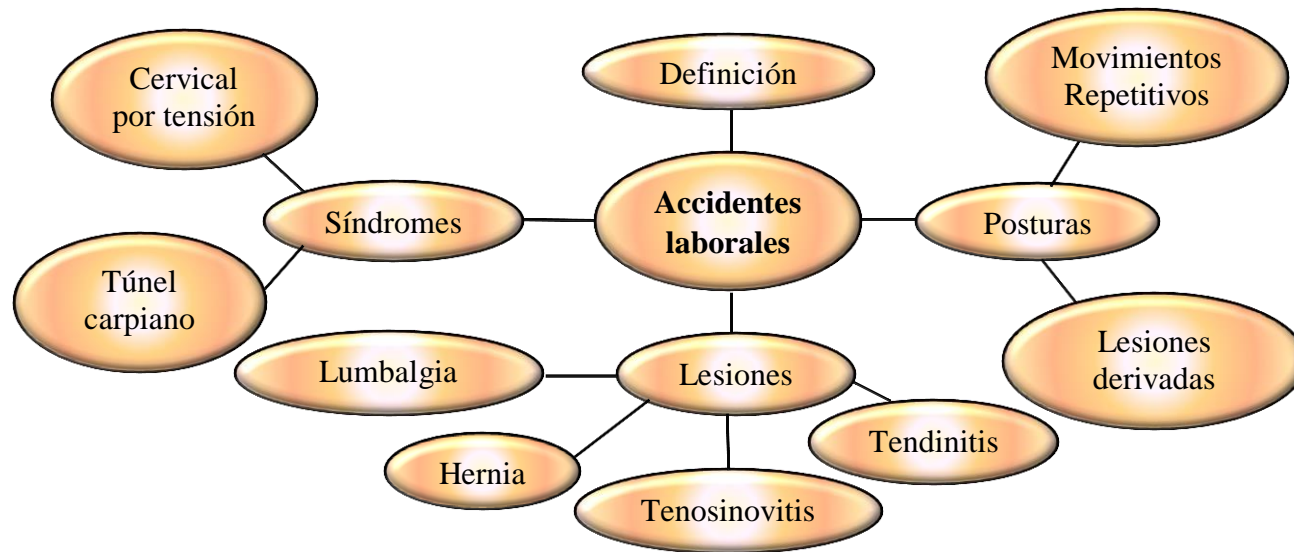 Cervical
por tensión
Definición
Movimientos
Repetitivos
Síndromes
Accidentes
laborales
Posturas
Túnel
carpiano
Lumbalgia
Lesiones
Lesiones
derivadas
Hernia
Tenosinovitis
Tendinitis